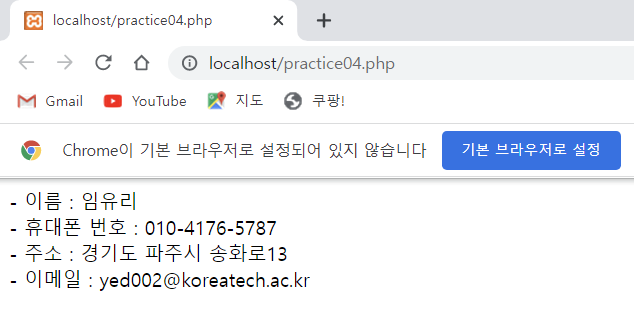 localhost/practice04.php
localhost/practice04.php
Gmail YouTube 지도 쿠팡!
Chrome이 기본 브라우저로 설정되어 있지 않습니다 기본 브라우저로 설정
- 이름 : 임유리
- 휴대폰 번호 : 010-4176-5787
- 주소 : 경기도 파주시 송화로13
- 이메일 : yed002@koreatech.ac.kr